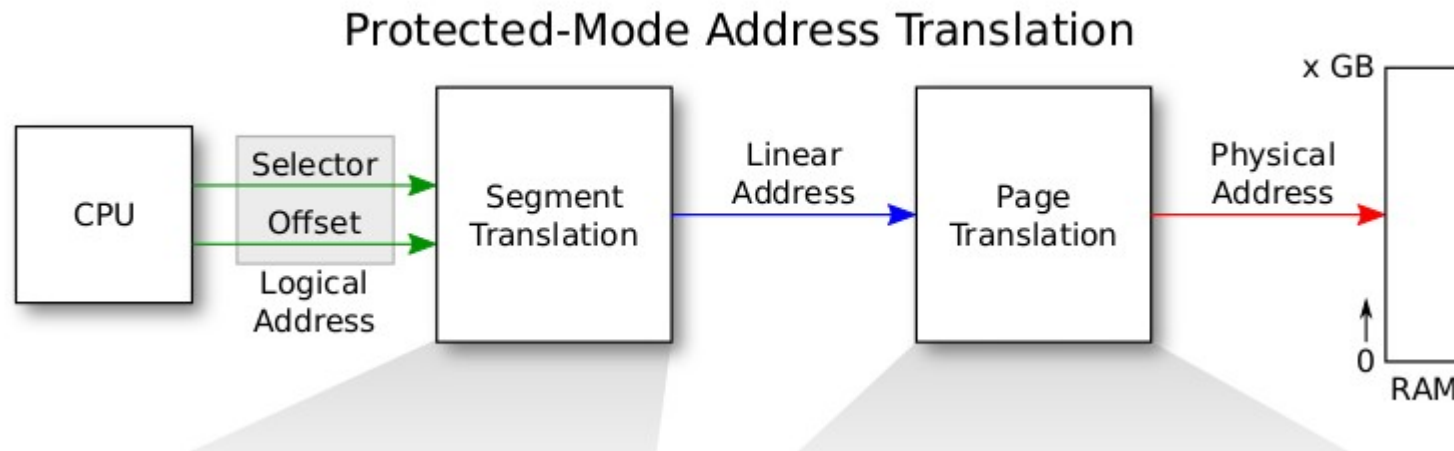 Protected-Mode Address Translation
x GB
CPU
Selector
Offset
Logical
Address
Segment
Translation
Linear
Address
Page
Translation
Physical
Address
0
RAM